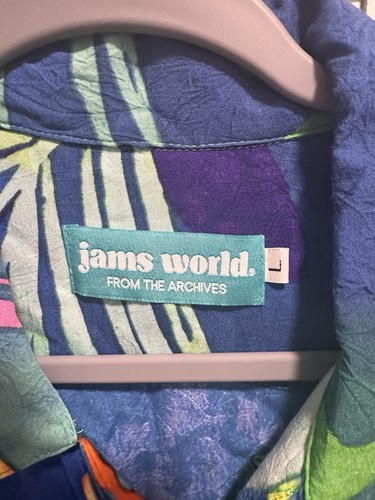 jams world.
FROM THE ARCHIVES
L